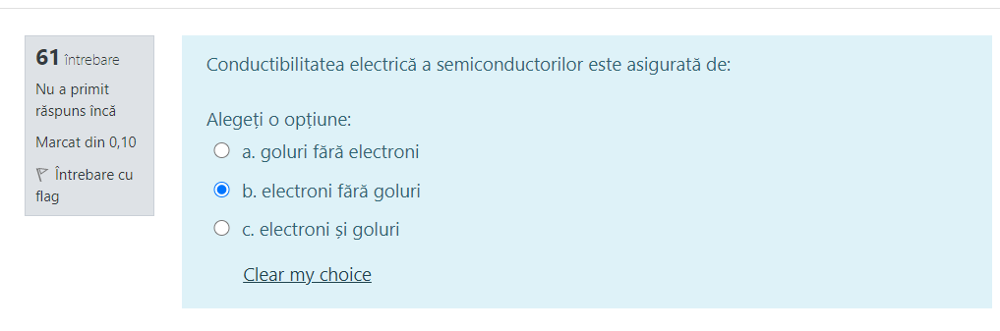 61 întrebare
Nu a primit
răspuns încă
Marcat din 0,10
Întrebare cu
flag
Conductibilitatea electrică a semiconductorilor este asigurată de:
Alegeți o opțiune:
a. goluri fără electroni
b. electroni fără goluri
c. electroni și goluri
Clear my choice